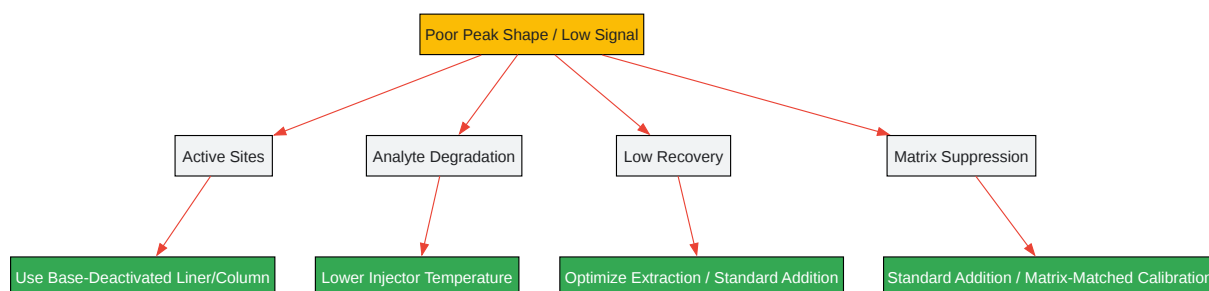 Poor Peak Shape / Low Signal
Active Sites
Analyte Degradation
Low Recovery
Matrix Suppression
Use Base-Deactivated Liner/Column
Lower Injector Temperature
Optimize Extraction / Standard Addition
Standard Addition / Matrix-Matched Calibration